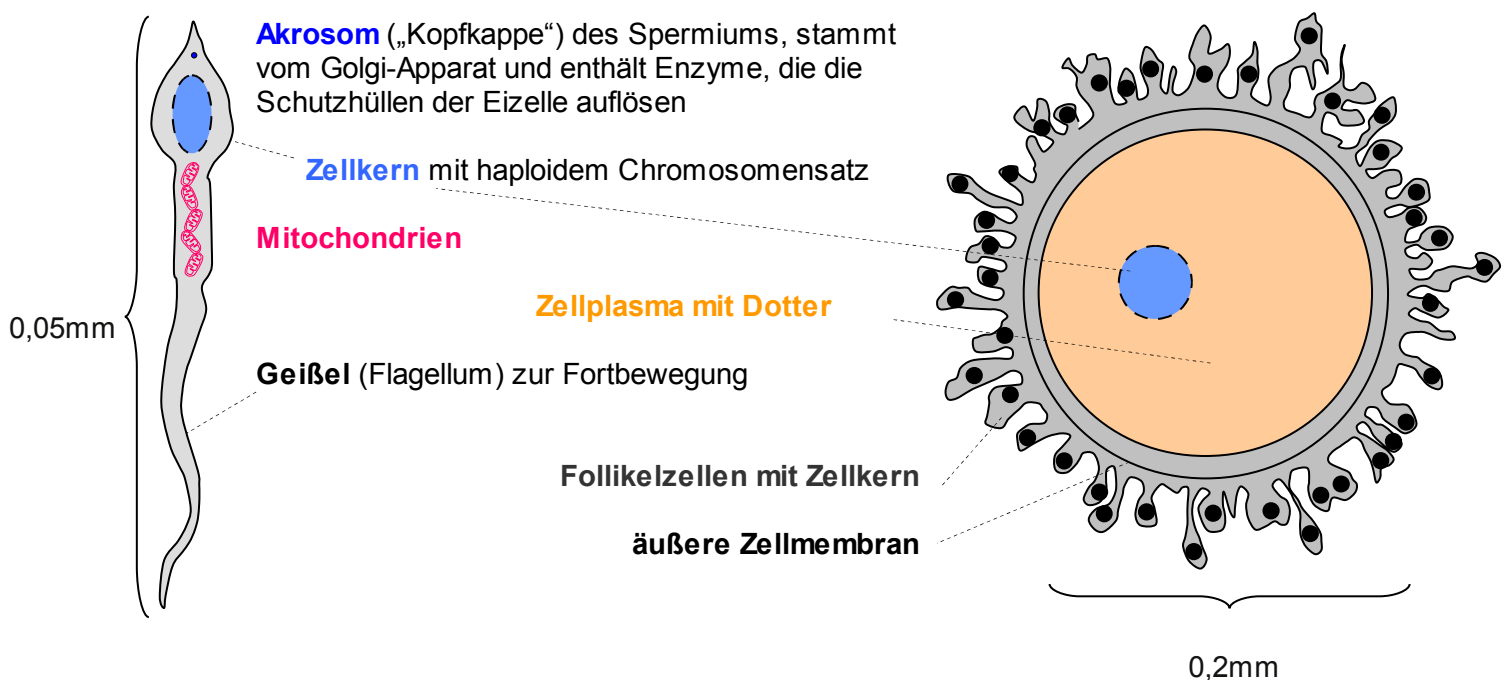 Akrosom („Kopfkappe“) des Spermiums, stammt
vom Golgi-Apparat und enthält Enzyme, die die
Schutzhüllen der Eizelle auflösen
Zellkern mit haploidem Chromosomensatz
Mitochondrien
Zellplasma mit Dotter
0,05mm
Geißel (Flagellum) zur Fortbewegung
Follikelzellen mit Zellkern
äußere Zellmembran
0,2mm